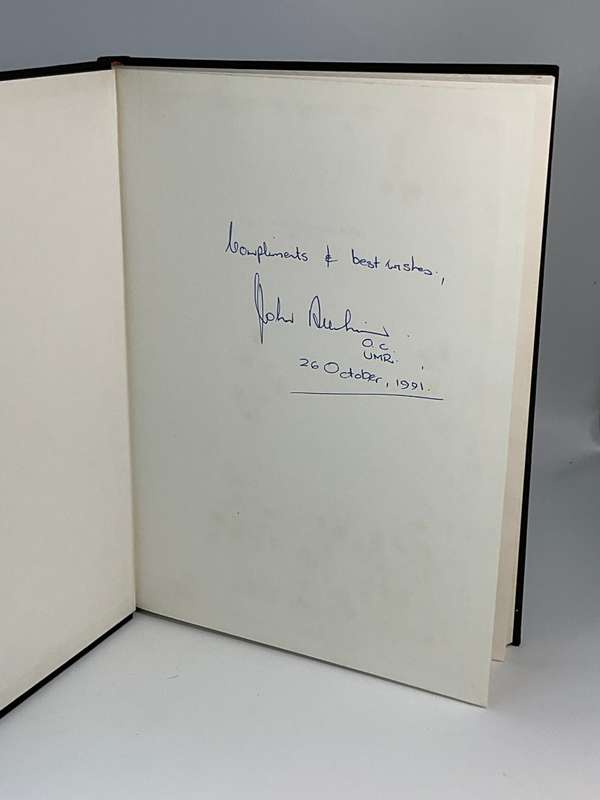 Compliments & best wishes,
John
O.C.
UMR.
26 October, 1991.